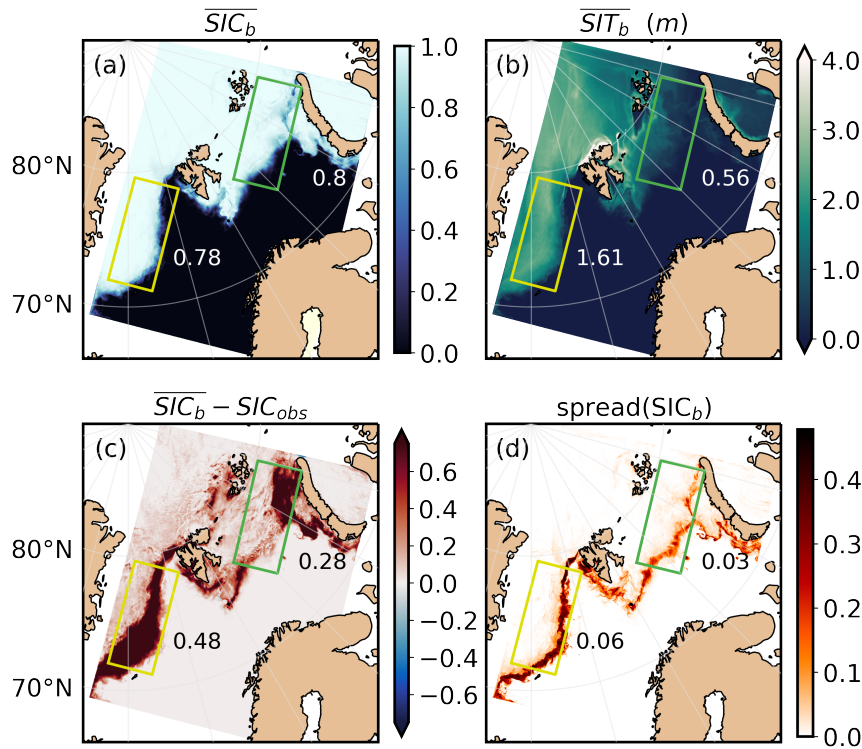 SIC_b
SIT_b (m)
(a)
(b)
80°N
70°N
0.8
0.78
0.56
1.61
1.0
0.8
0.6
0.4
0.2
0.0
4.0
3.0
2.0
1.0
0.0
SIC_b − SIC_obs
spread(SIC_b)
(c)
(d)
80°N
70°N
0.28
0.48
0.03
0.06
0.6
0.4
0.2
0.0
−0.2
−0.4
−0.6
0.4
0.3
0.2
0.1
0.0